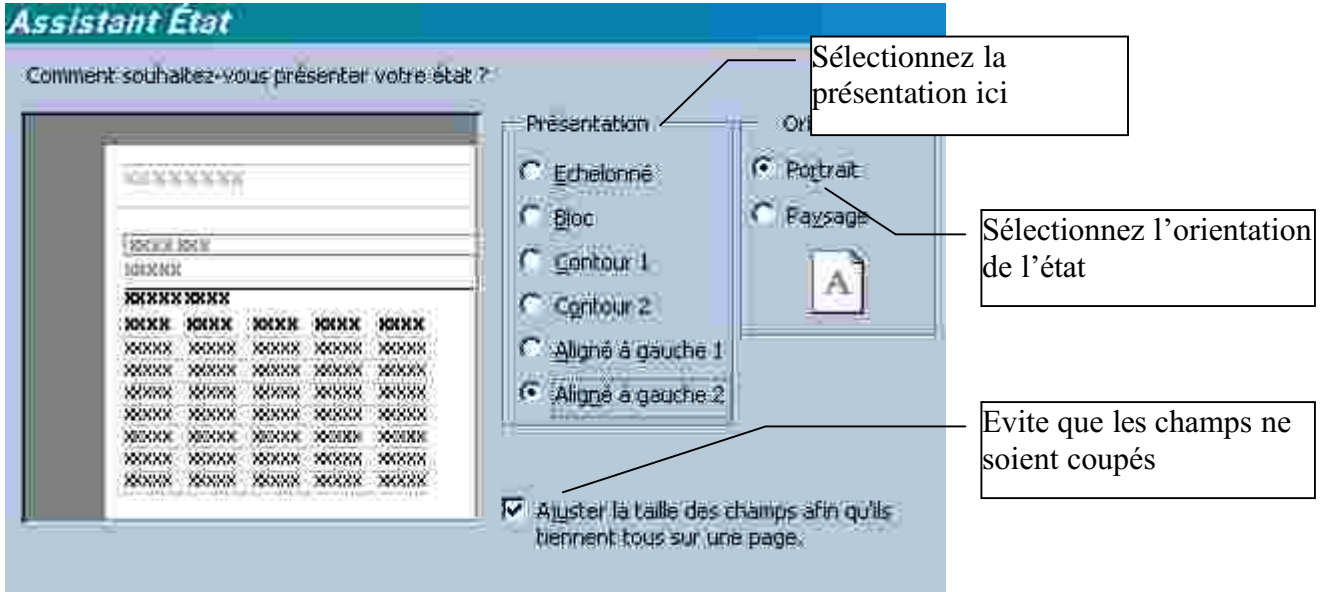 Assistant État
Comment souhaitez-vous présenter votre état ?
Présentation
Echelonné
Bloc
Contour 1
Contour 2
Aligné à gauche 1
Aligné à gauche 2
Portrait
Paysage
A
Ajuster la taille des champs afin qu'ils
tiennent tous sur une page.
Sélectionnez la
présentation ici
Sélectionnez l’orientation
de l’état
Evite que les champs ne
soient coupés